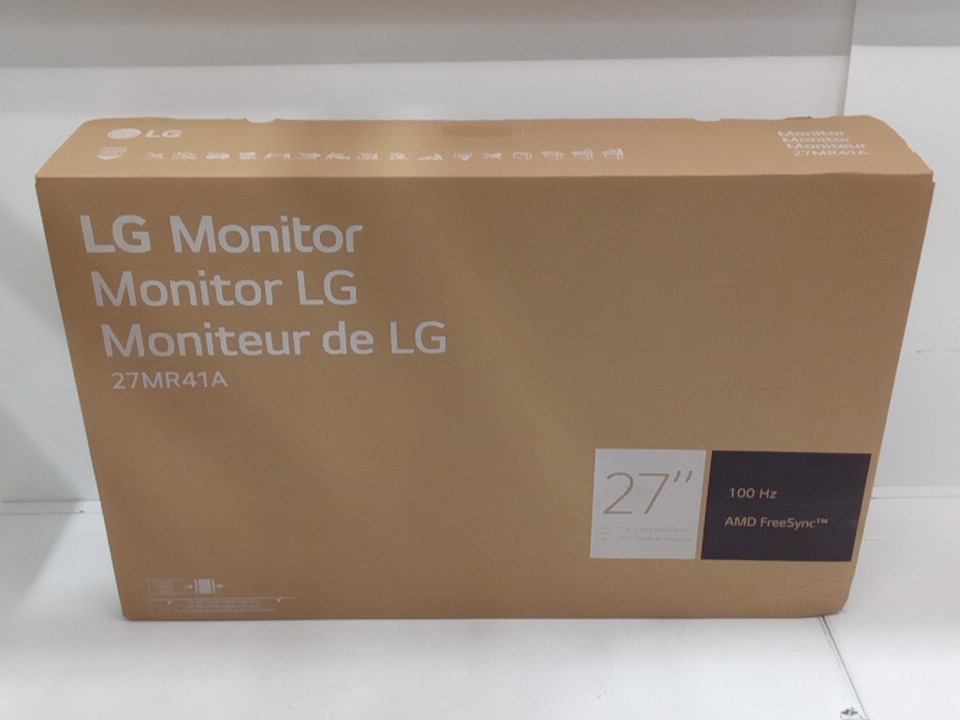 LG
Monitor
Monitor
Moniteur
27MR41A
LG Monitor
Monitor LG
Moniteur de LG
27MR41A
27"
100 Hz
AMD FreeSync™